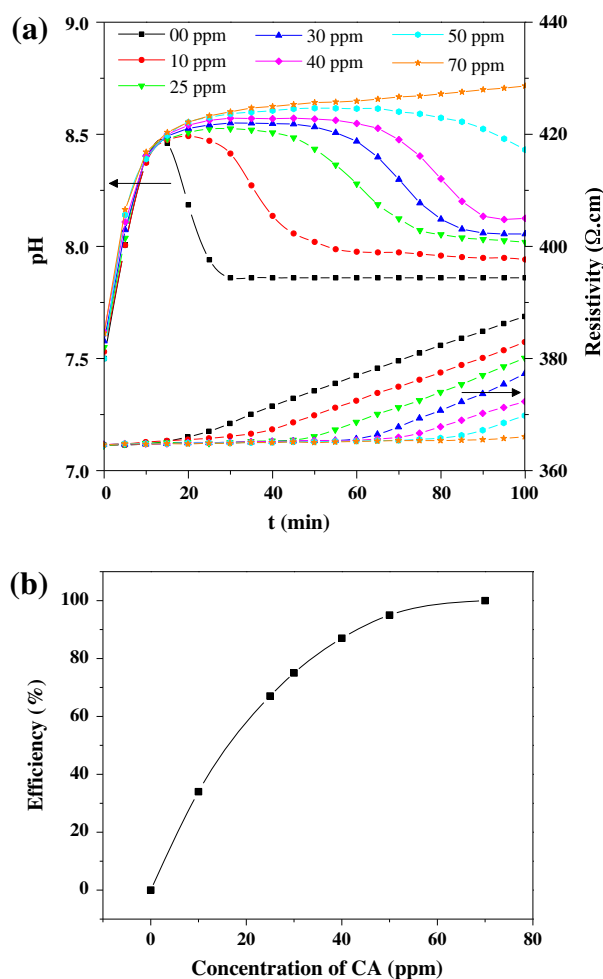 (a)
9.0
8.5
8.0
7.5
7.0
pH
00 ppm
10 ppm
25 ppm
30 ppm
40 ppm
50 ppm
70 ppm
440
420
400
380
360
Resistivity (Ω.cm)
0 20 40 60 80 100
t (min)
(b)
100
80
60
40
20
0
Efficiency (%)
0 20 40 60 80
Concentration of CA (ppm)